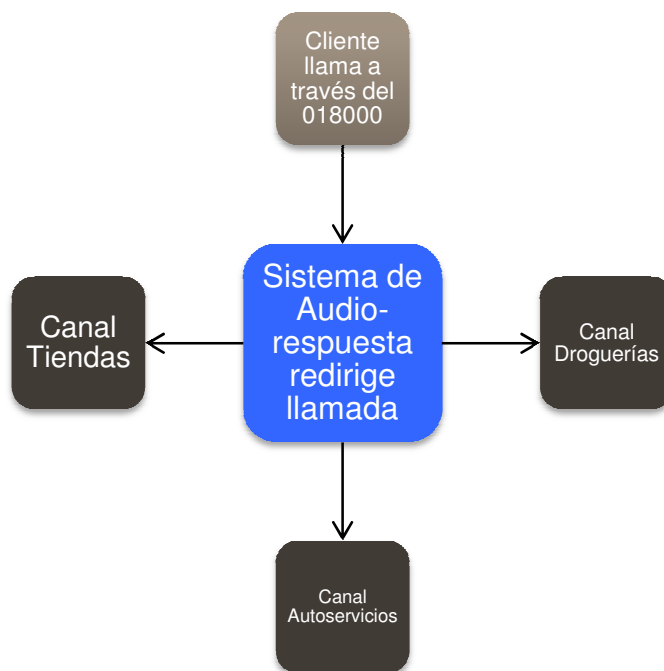 Cliente
llama a
través del
018000
Sistema de
Audio-
respuesta
redirige
llamada
Canal
Tiendas
Canal
Droguerías
Canal
Autoservicios